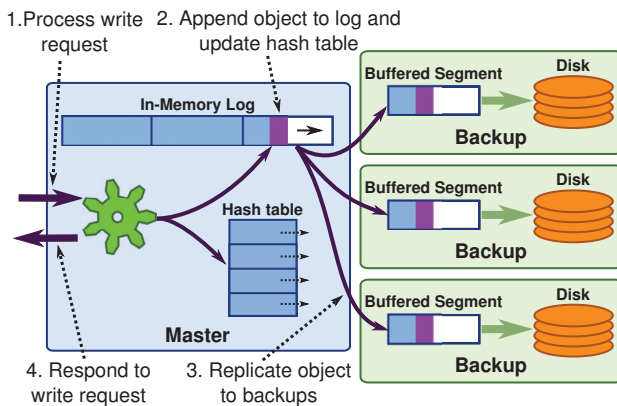 1.Process write
request
2. Append object to log and
update hash table
In-Memory Log
Hash table
Master
Buffered Segment
Disk
Backup
Buffered Segment
Disk
Backup
Buffered Segment
Disk
Backup
4. Respond to
write request
3. Replicate object
to backups